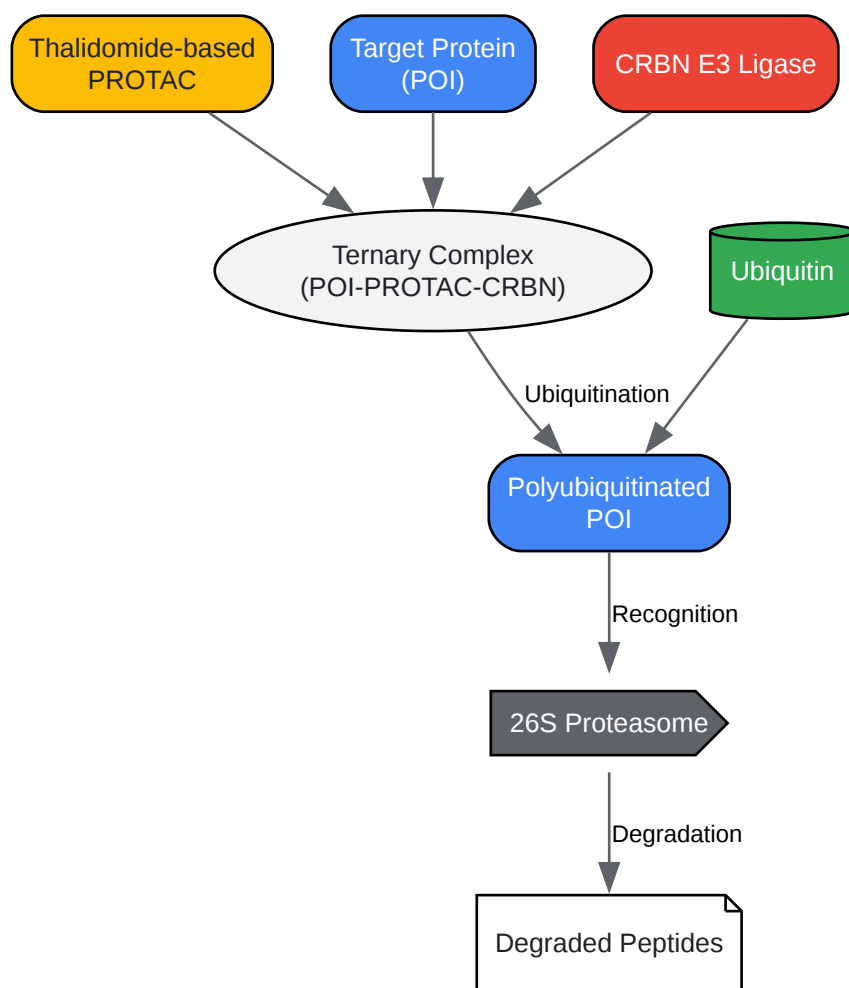 Thalidomide-based
PROTAC
Target Protein
(POI)
CRBN E3 Ligase
Ternary Complex
(POI-PROTAC-CRBN)
Ubiquitin
Ubiquitination
Polyubiquitinated
POI
Recognition
26S Proteasome
Degradation
Degraded Peptides